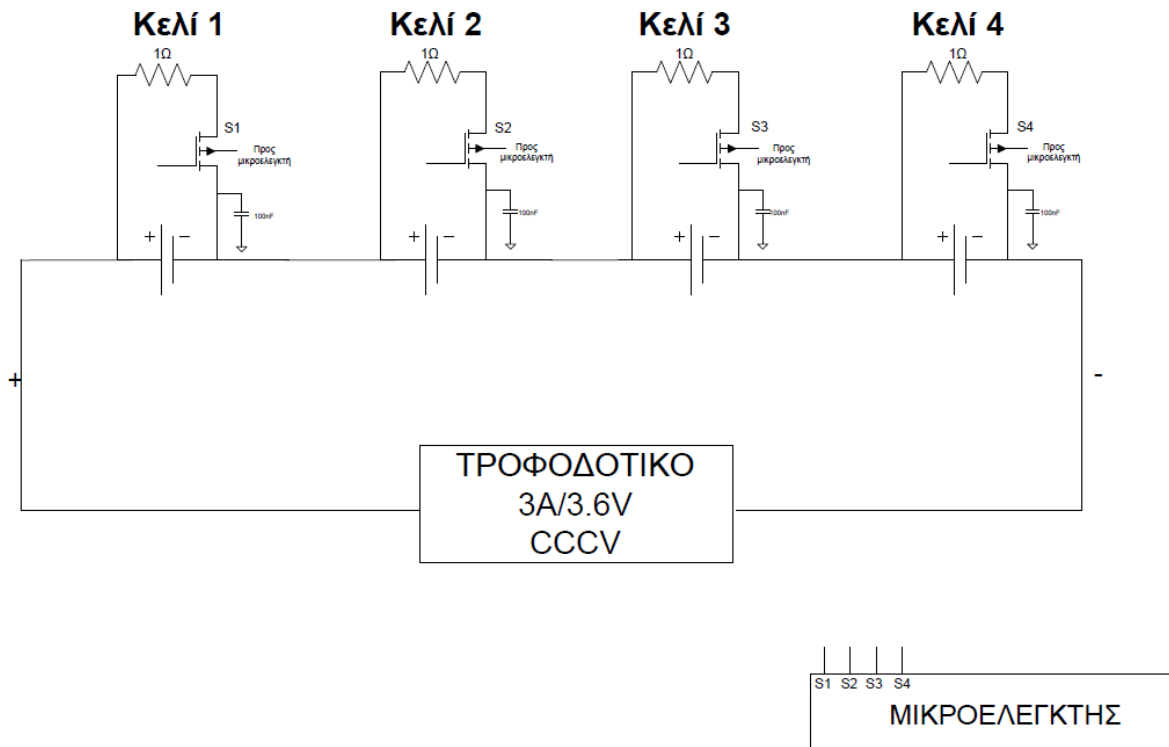 Κελί 1
Κελί 2
Κελί 3
Κελί 4
1Ω
1Ω
1Ω
1Ω
S1
S2
S3
S4
Προς
μικροελεγκτή
Προς
μικροελεγκτή
Προς
μικροελεγκτή
Προς
μικροελεγκτή
100nF
100nF
100nF
100nF
+ −
+ −
+ −
+ −
+
-
ΤΡΟΦΟΔΟΤΙΚΟ
3A/3.6V
CCCV
S1 S2 S3 S4
ΜΙΚΡΟΕΛΕΓΚΤΗΣ